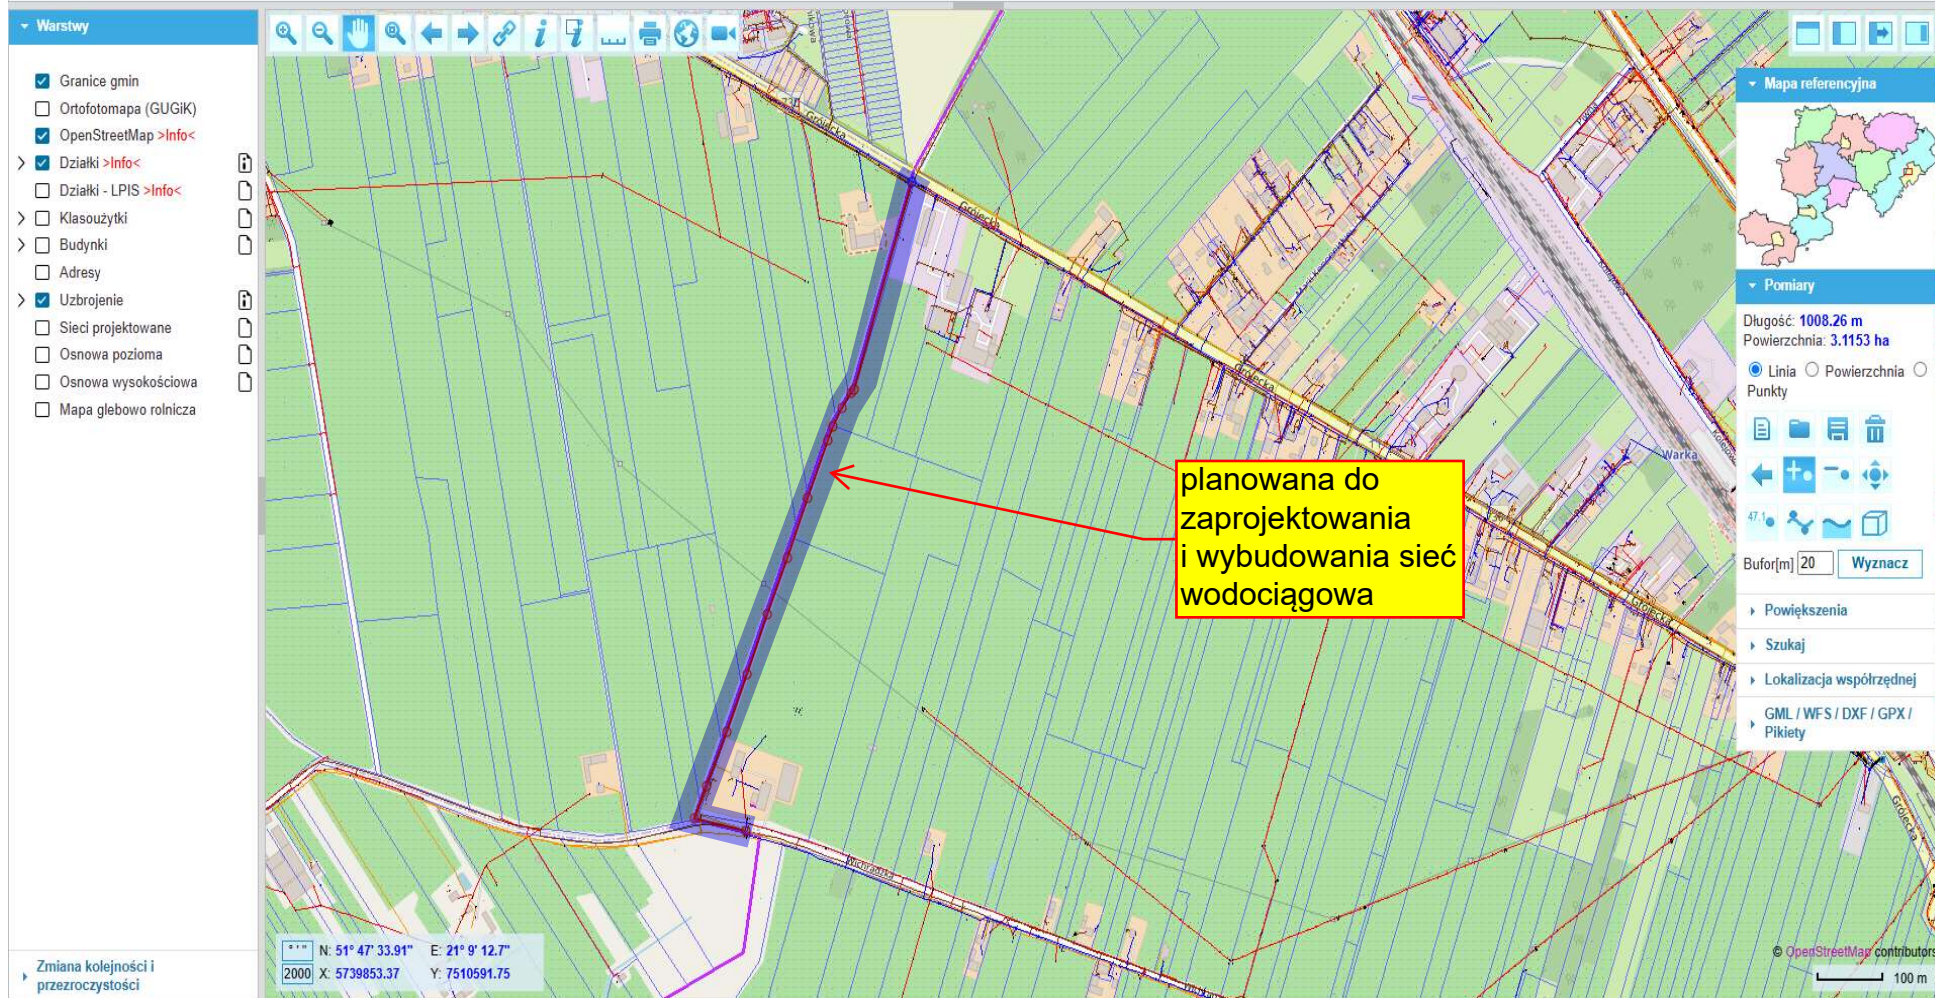 Warstwy
Granice gmin
Ortofotomapa (GUGiK)
OpenStreetMap >Info<
Działki >Info<
Działki - LPIS >Info<
Klasoużytki
Budynki
Adresy
Uzbrojenie
Sieci projektowane
Osnowa pozioma
Osnowa wysokościowa
Mapa glebowo rolnicza
Zmiana kolejności i
przezroczystości
Grójecka
Grójecka
Grójecka
Grójecka
Grójecka
Warka
Wichradzka
planowana do
zaprojektowania
i wybudowania sieć
wodociągowa
N: 51° 47' 33.91" E: 21° 9' 12.7"
2000 X: 5739853.37 Y: 7510591.75
Mapa referencyjna
Pomiary
Długość: 1008.26 m
Powierzchnia: 3.1153 ha
Linia Powierzchnia
Punkty
47.1
Bufor[m] 20 Wyznacz
Powiększenia
Szukaj
Lokalizacja współrzędnej
GML / WFS / DXF / GPX /
Pikiety
© OpenStreetMap contributors
100 m